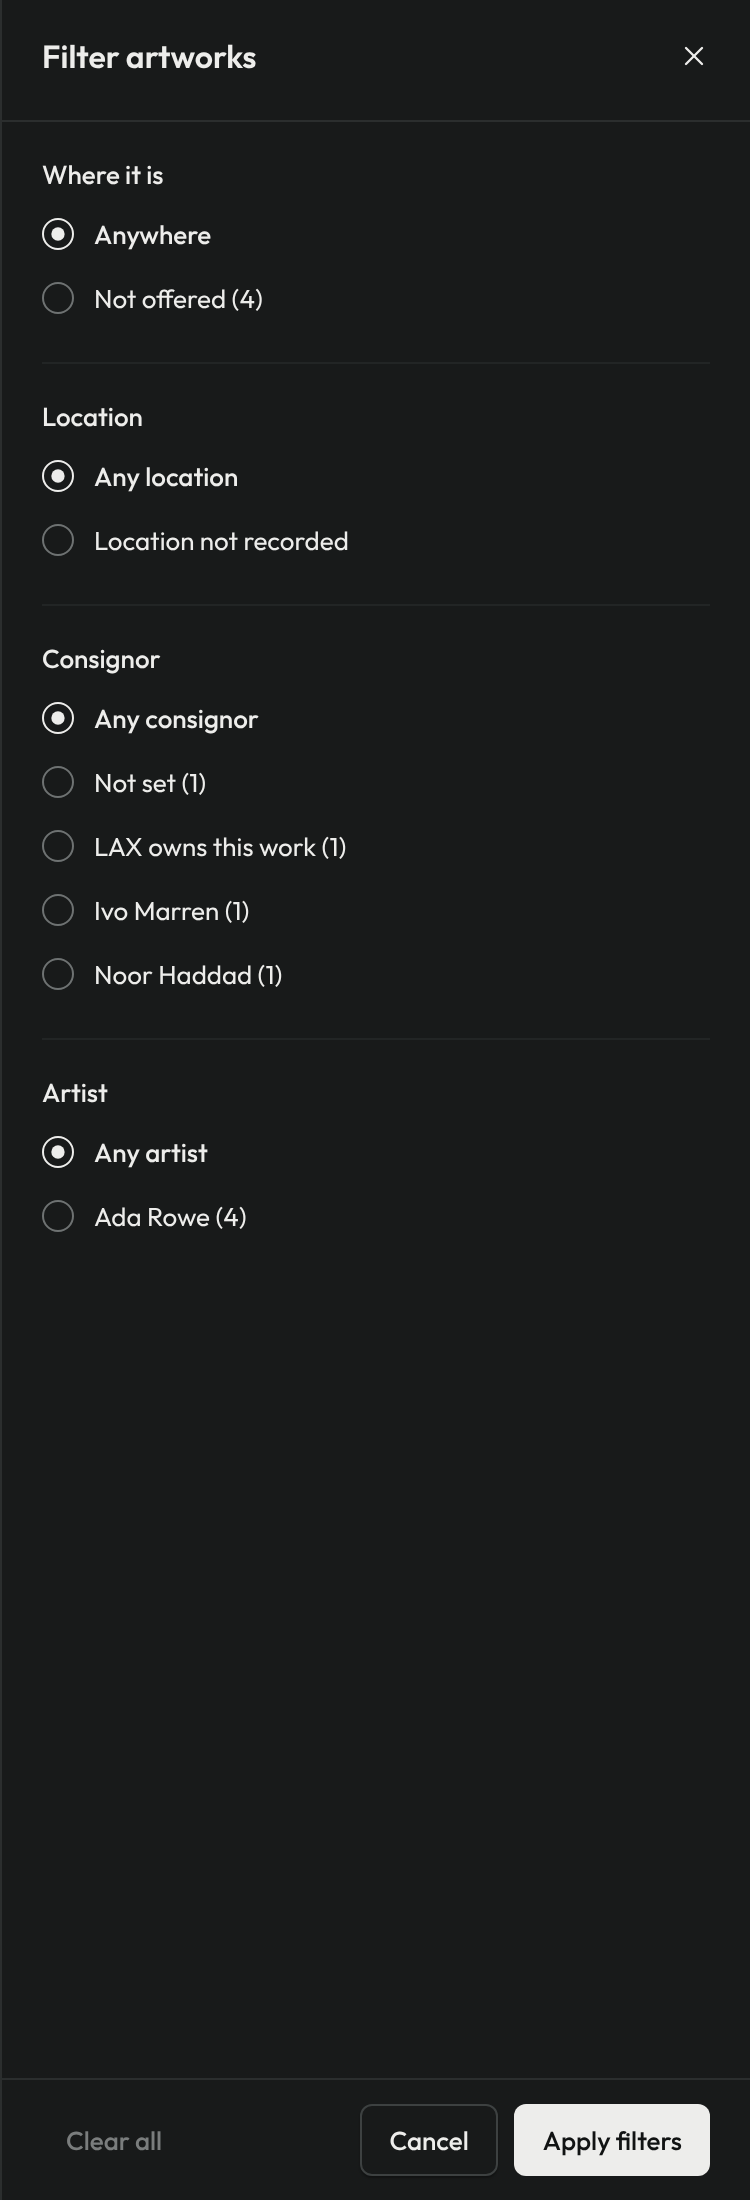 Filter artworks
Where it is
Anywhere
Not offered (4)
Location
Any location
Location not recorded
Consignor
Any consignor
Not set (1)
LAX owns this work (1)
Ivo Marren (1)
Noor Haddad (1)
Artist
Any artist
Ada Rowe (4)
Clear all
Cancel
Apply filters